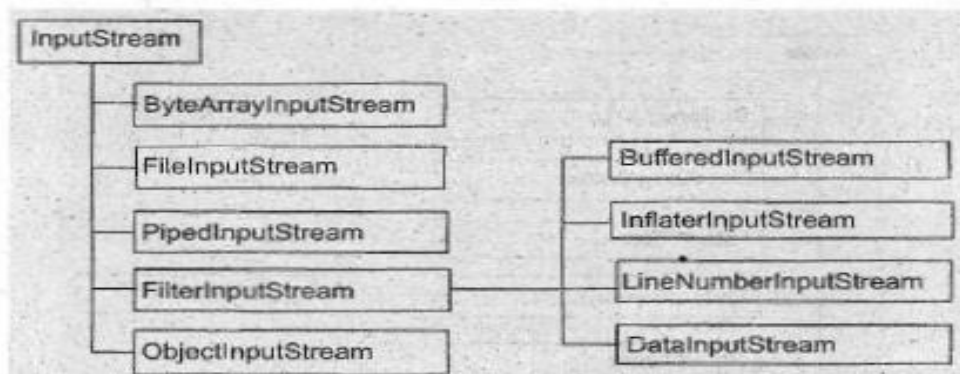 InputStream
ByteArrayInputStream
FileInputStream
PipedInputStream
FilterInputStream
ObjectInputStream
BufferedInputStream
InflaterInputStream
LineNumberInputStream
DataInputStream